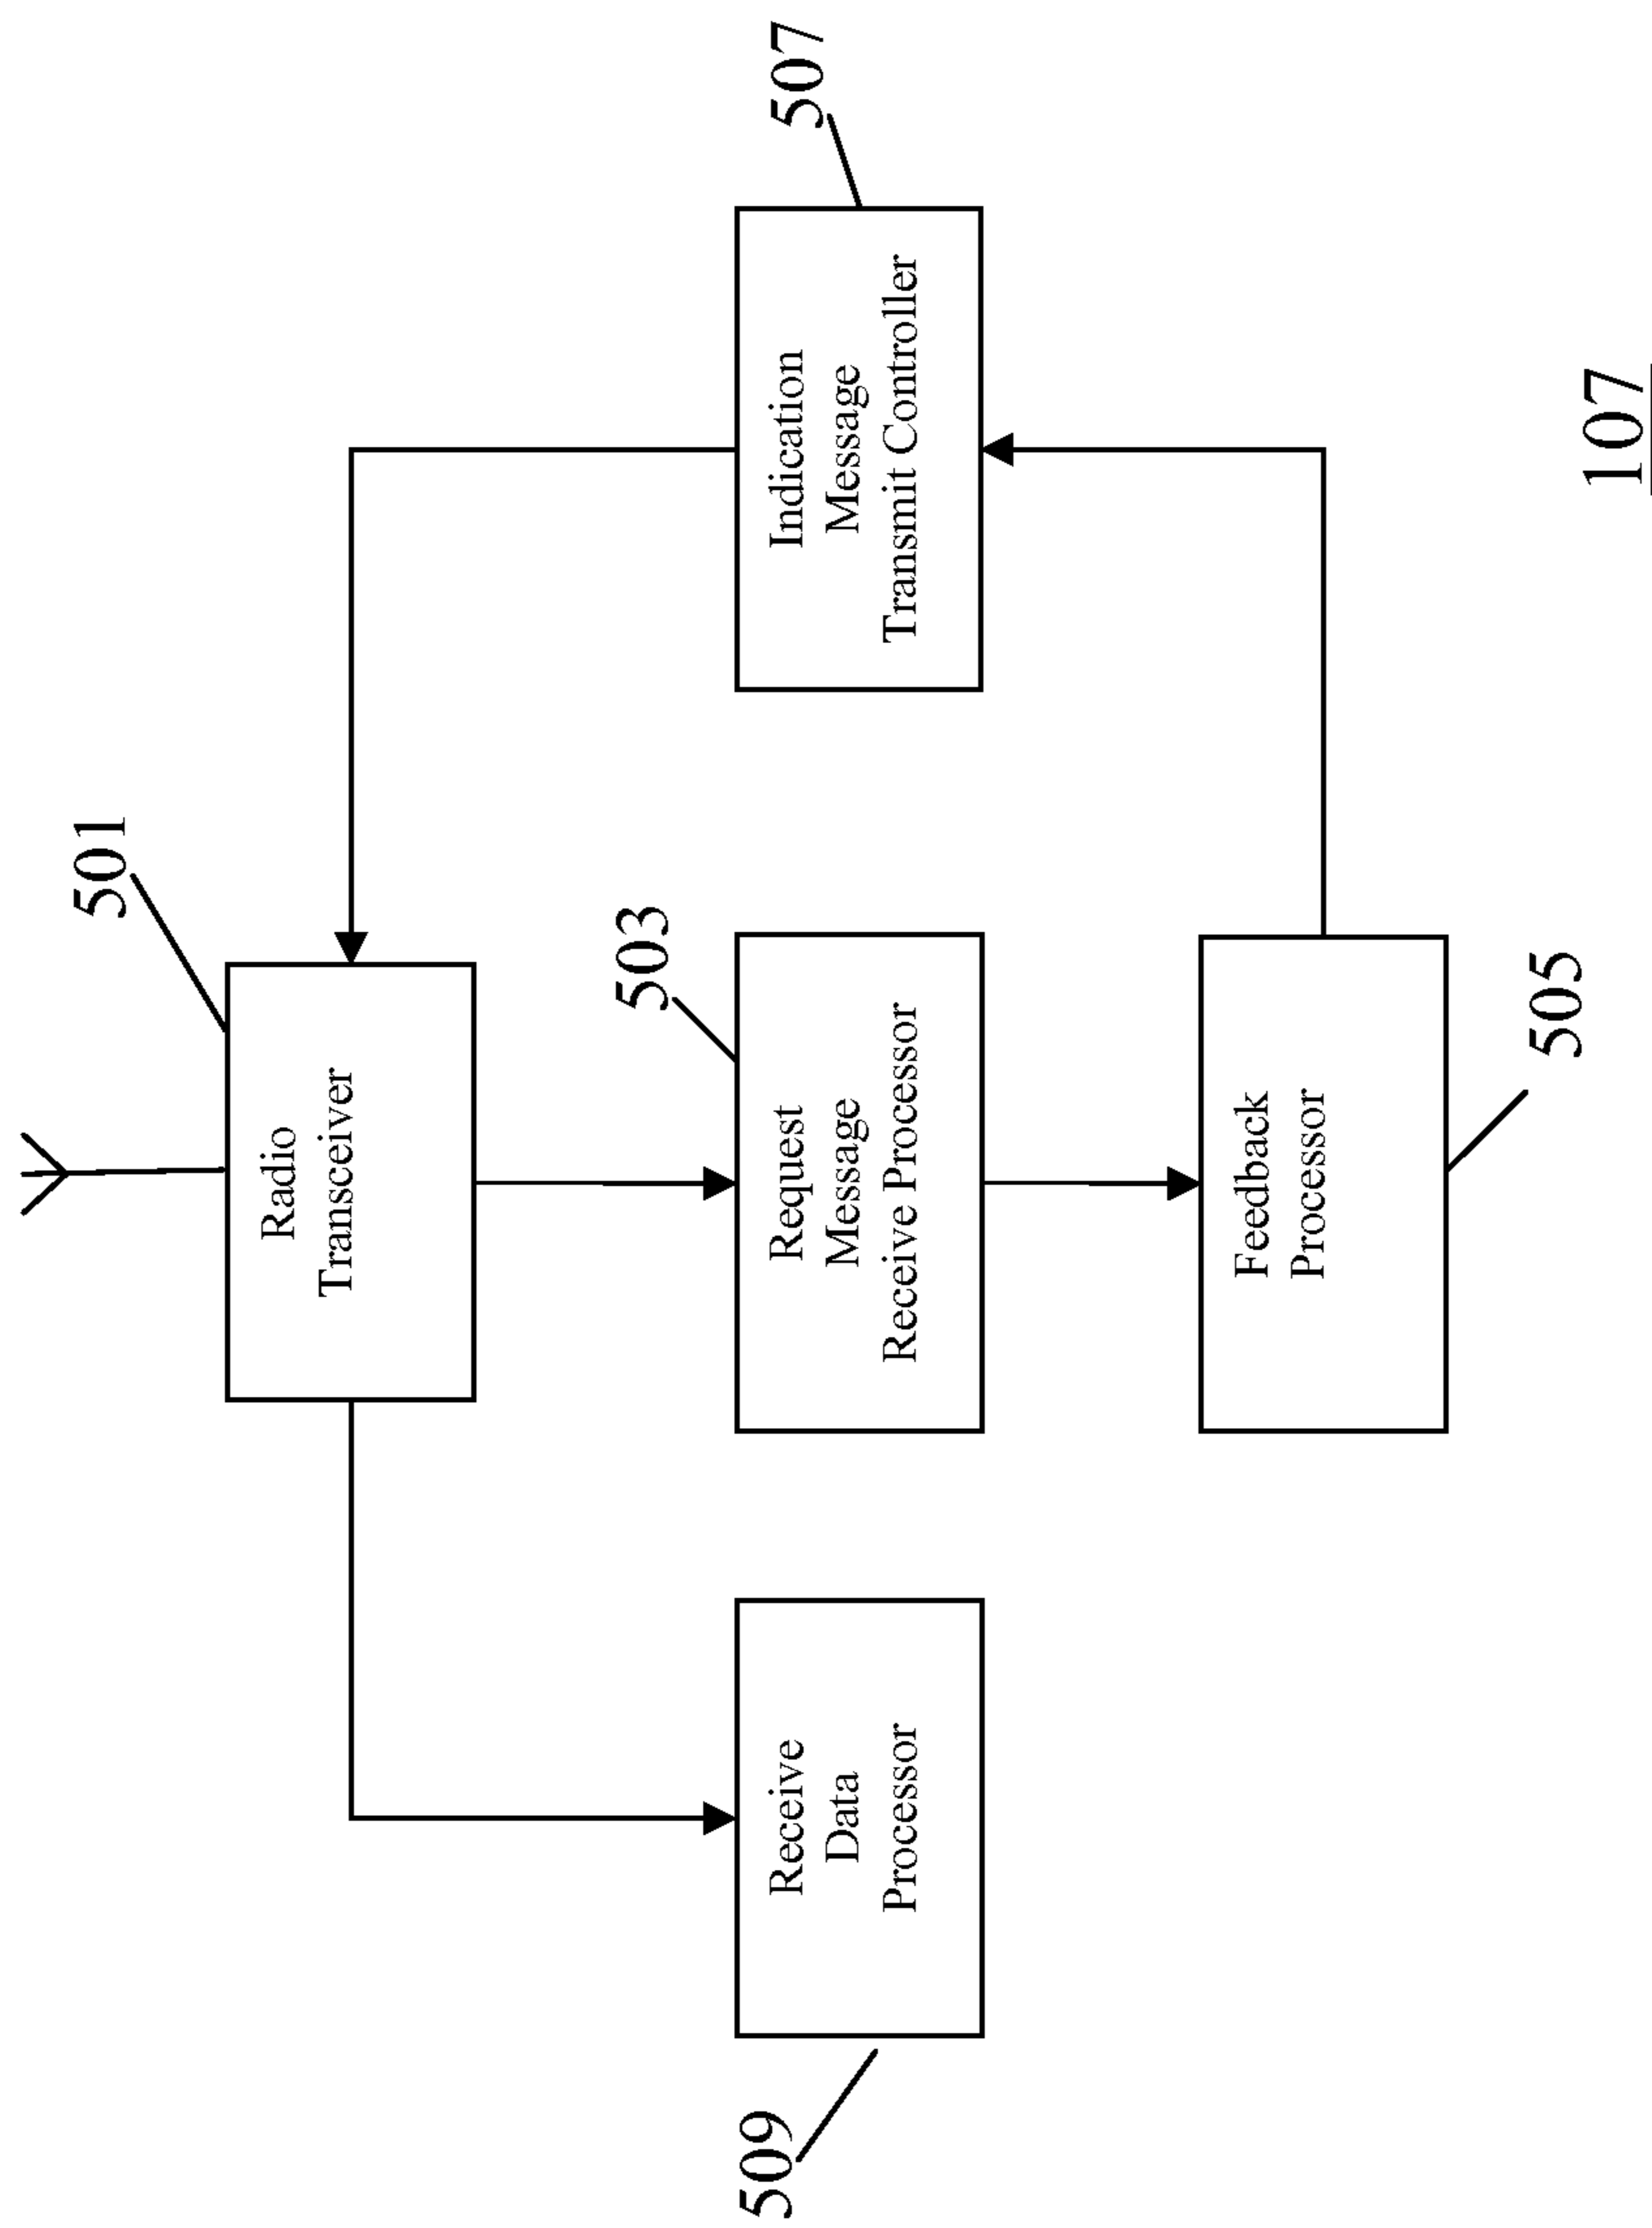 501
Radio
Transceiver
509
Receive
Data
Processor
503
Request
Message
Receive Processor
507
Indication
Message
Transmit Controller
Feedback
Processor
505
107